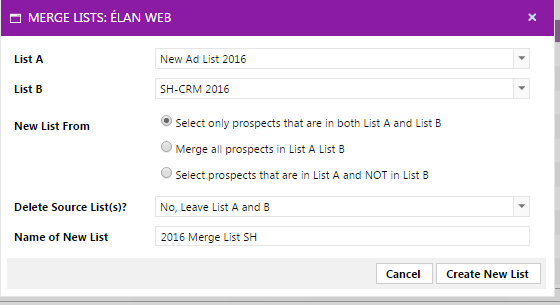 MERGE LISTS: ÉLAN WEB
List A New Ad List 2016
List B SH-CRM 2016
New List From Select only prospects that are in both List A and List B
Merge all prospects in List A List B
Select prospects that are in List A and NOT in List B
Delete Source List(s)? No, Leave List A and B
Name of New List 2016 Merge List SH
Cancel Create New List